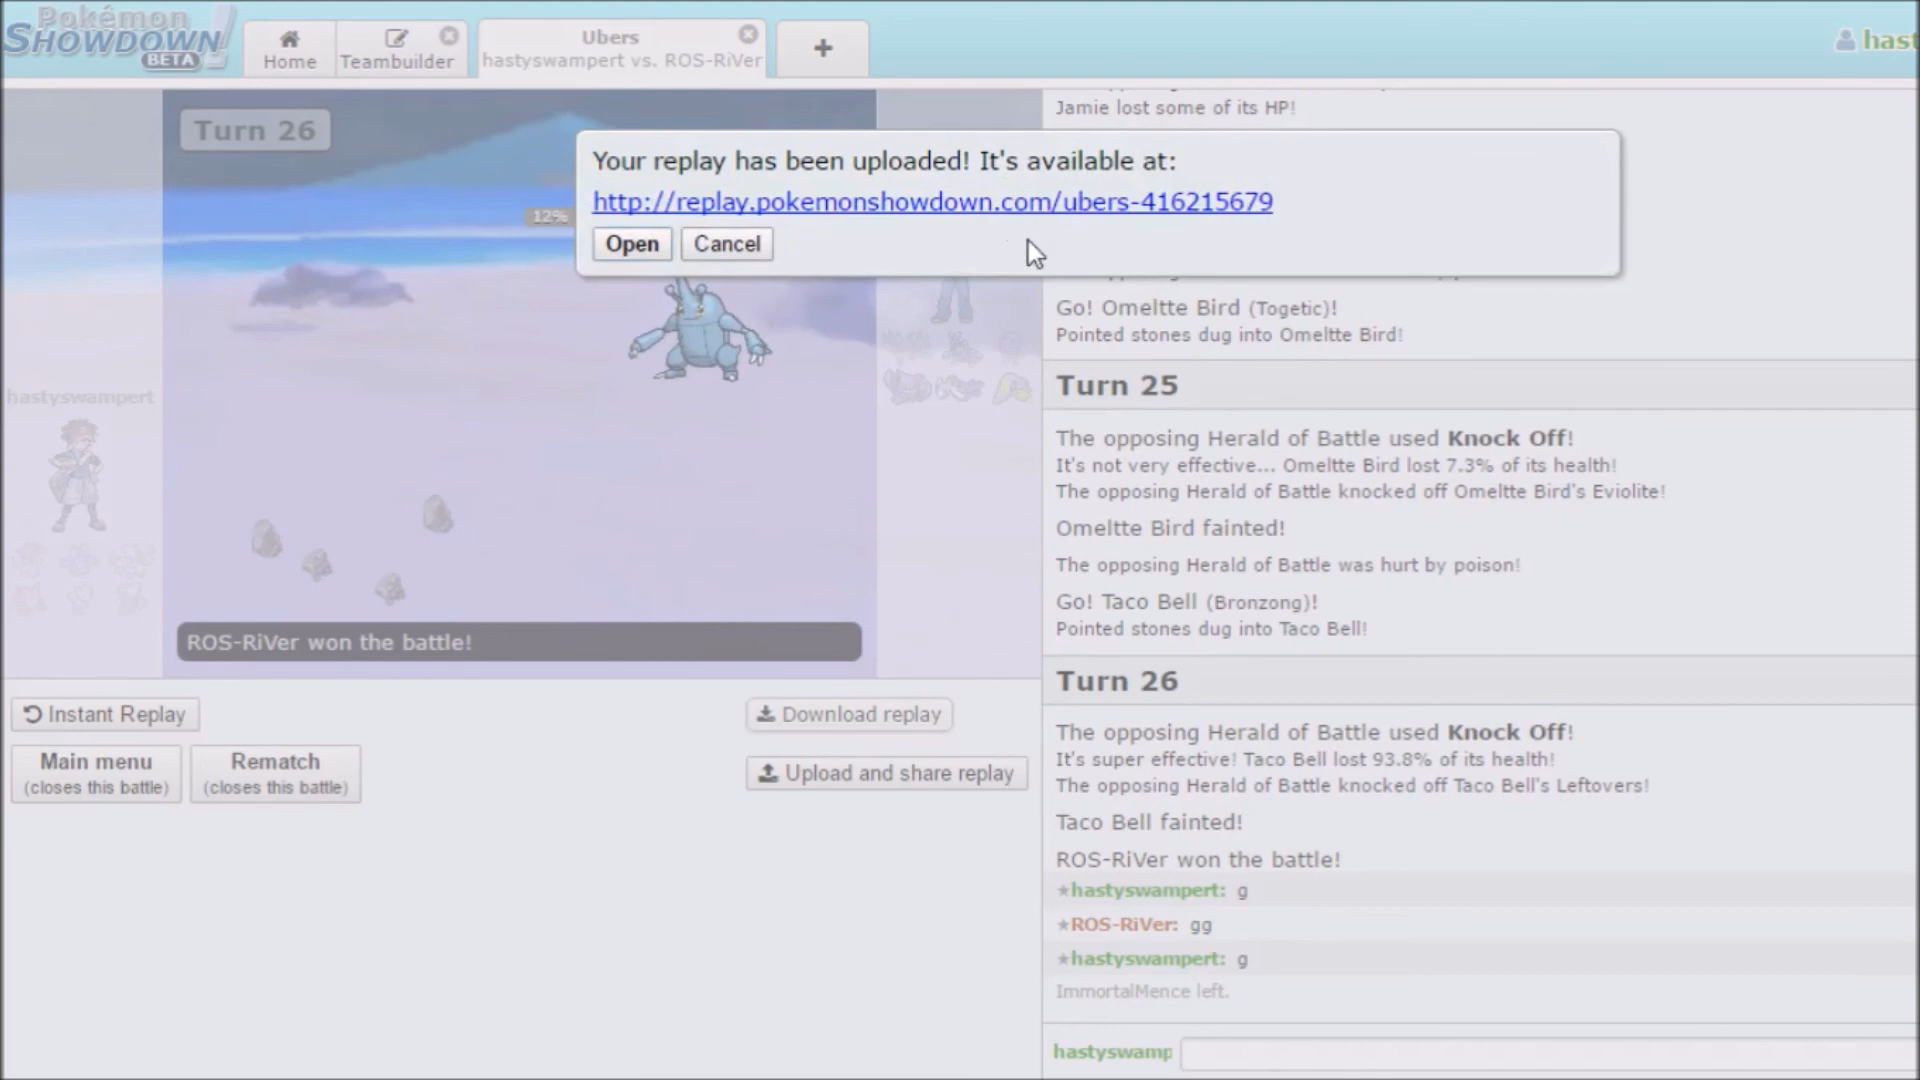 Pokémon
SHOWDOWN!
BETA
Home
Teambuilder
Ubers
hastyswampert vs. ROS-RiVer
+
hast
Turn 26
12%
hastyswampert
ROS-RiVer won the battle!
Instant Replay
Download replay
Main menu
(closes this battle)
Rematch
(closes this battle)
Upload and share replay
Your replay has been uploaded! It's available at:
http://replay.pokemonshowdown.com/ubers-416215679
Open
Cancel
Jamie lost some of its HP!
Go! Omeltte Bird (Togetic)!
Pointed stones dug into Omeltte Bird!
Turn 25
The opposing Herald of Battle used Knock Off!
It's not very effective... Omeltte Bird lost 7.3% of its health!
The opposing Herald of Battle knocked off Omeltte Bird's Eviolite!
Omeltte Bird fainted!
The opposing Herald of Battle was hurt by poison!
Go! Taco Bell (Bronzong)!
Pointed stones dug into Taco Bell!
Turn 26
The opposing Herald of Battle used Knock Off!
It's super effective! Taco Bell lost 93.8% of its health!
The opposing Herald of Battle knocked off Taco Bell's Leftovers!
Taco Bell fainted!
ROS-RiVer won the battle!
★hastyswampert: g
★ROS-RiVer: gg
★hastyswampert: g
ImmortalMence left.
hastyswamp